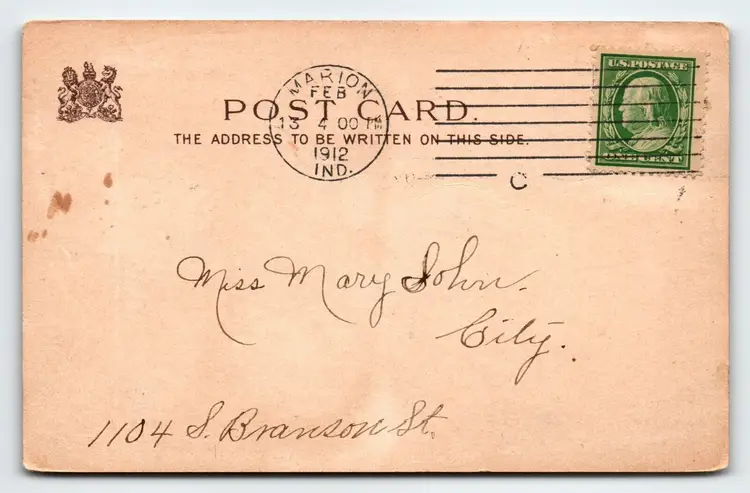 MARION
FEB
13 4 00 PM
1912
IND.
U.S. POSTAGE
ONE CENT
POST CARD.
THE ADDRESS TO BE WRITTEN ON THIS SIDE.
C
Miss Mary John.
City.
1104 S. Branson St.